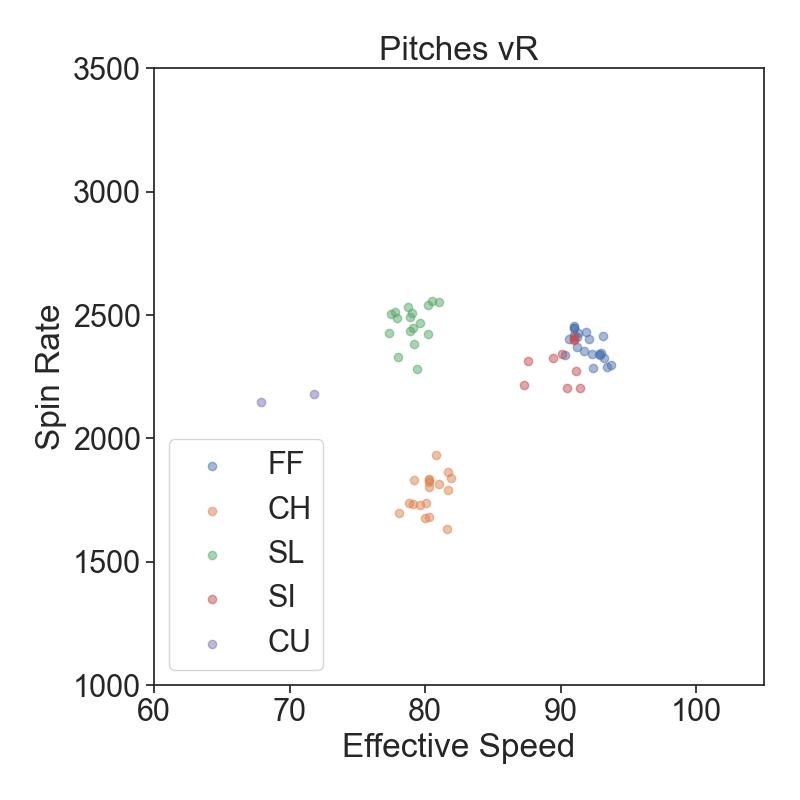 Pitches vR
3500
3000
2500
2000
1500
1000
Spin Rate
FF
CH
SL
SI
CU
60 70 80 90 100
Effective Speed